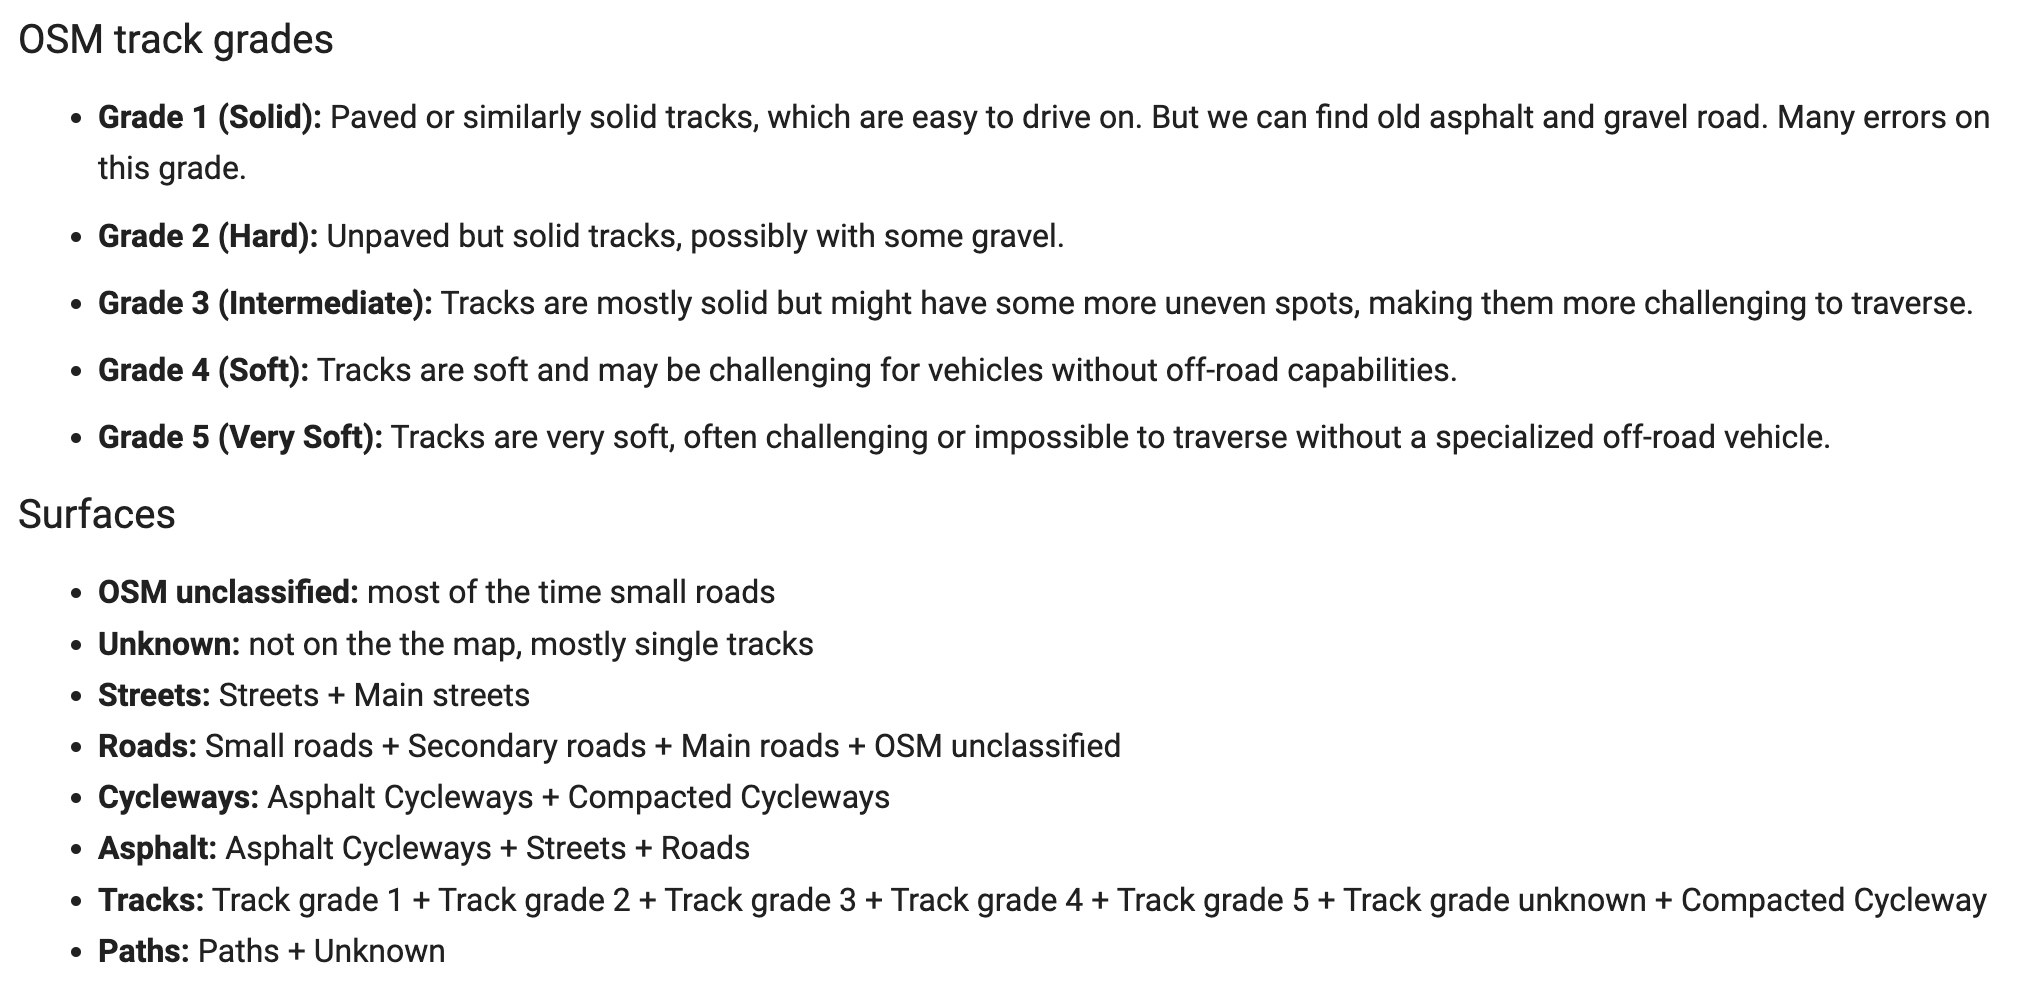 OSM track grades
• Grade 1 (Solid): Paved or similarly solid tracks, which are easy to drive on. But we can find old asphalt and gravel road. Many errors on
this grade.
• Grade 2 (Hard): Unpaved but solid tracks, possibly with some gravel.
• Grade 3 (Intermediate): Tracks are mostly solid but might have some more uneven spots, making them more challenging to traverse.
• Grade 4 (Soft): Tracks are soft and may be challenging for vehicles without off-road capabilities.
• Grade 5 (Very Soft): Tracks are very soft, often challenging or impossible to traverse without a specialized off-road vehicle.
Surfaces
• OSM unclassified: most of the time small roads
• Unknown: not on the the map, mostly single tracks
• Streets: Streets + Main streets
• Roads: Small roads + Secondary roads + Main roads + OSM unclassified
• Cycleways: Asphalt Cycleways + Compacted Cycleways
• Asphalt: Asphalt Cycleways + Streets + Roads
• Tracks: Track grade 1 + Track grade 2 + Track grade 3 + Track grade 4 + Track grade 5 + Track grade unknown + Compacted Cycleway
• Paths: Paths + Unknown